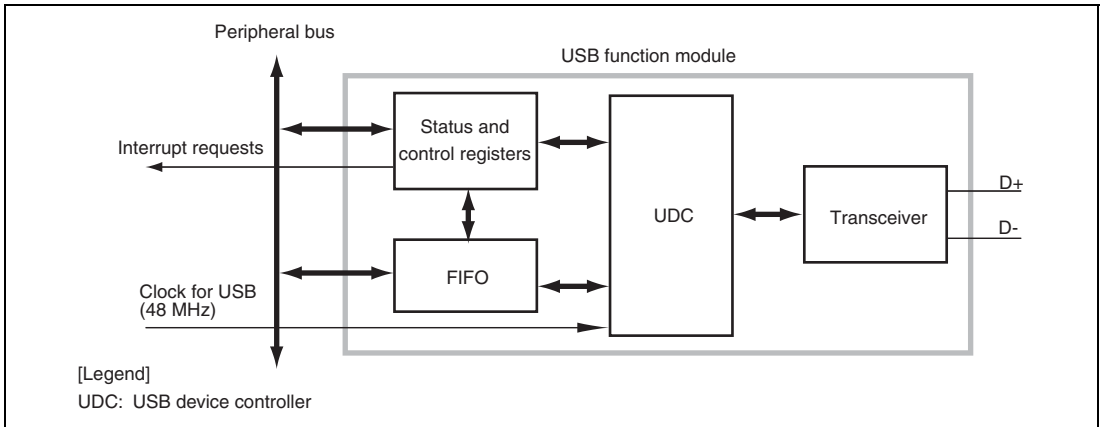 Peripheral bus
USB function module
Status and
control registers
Interrupt requests
UDC
Transceiver
D+
D-
FIFO
Clock for USB
(48 MHz)
[Legend]
UDC: USB device controller